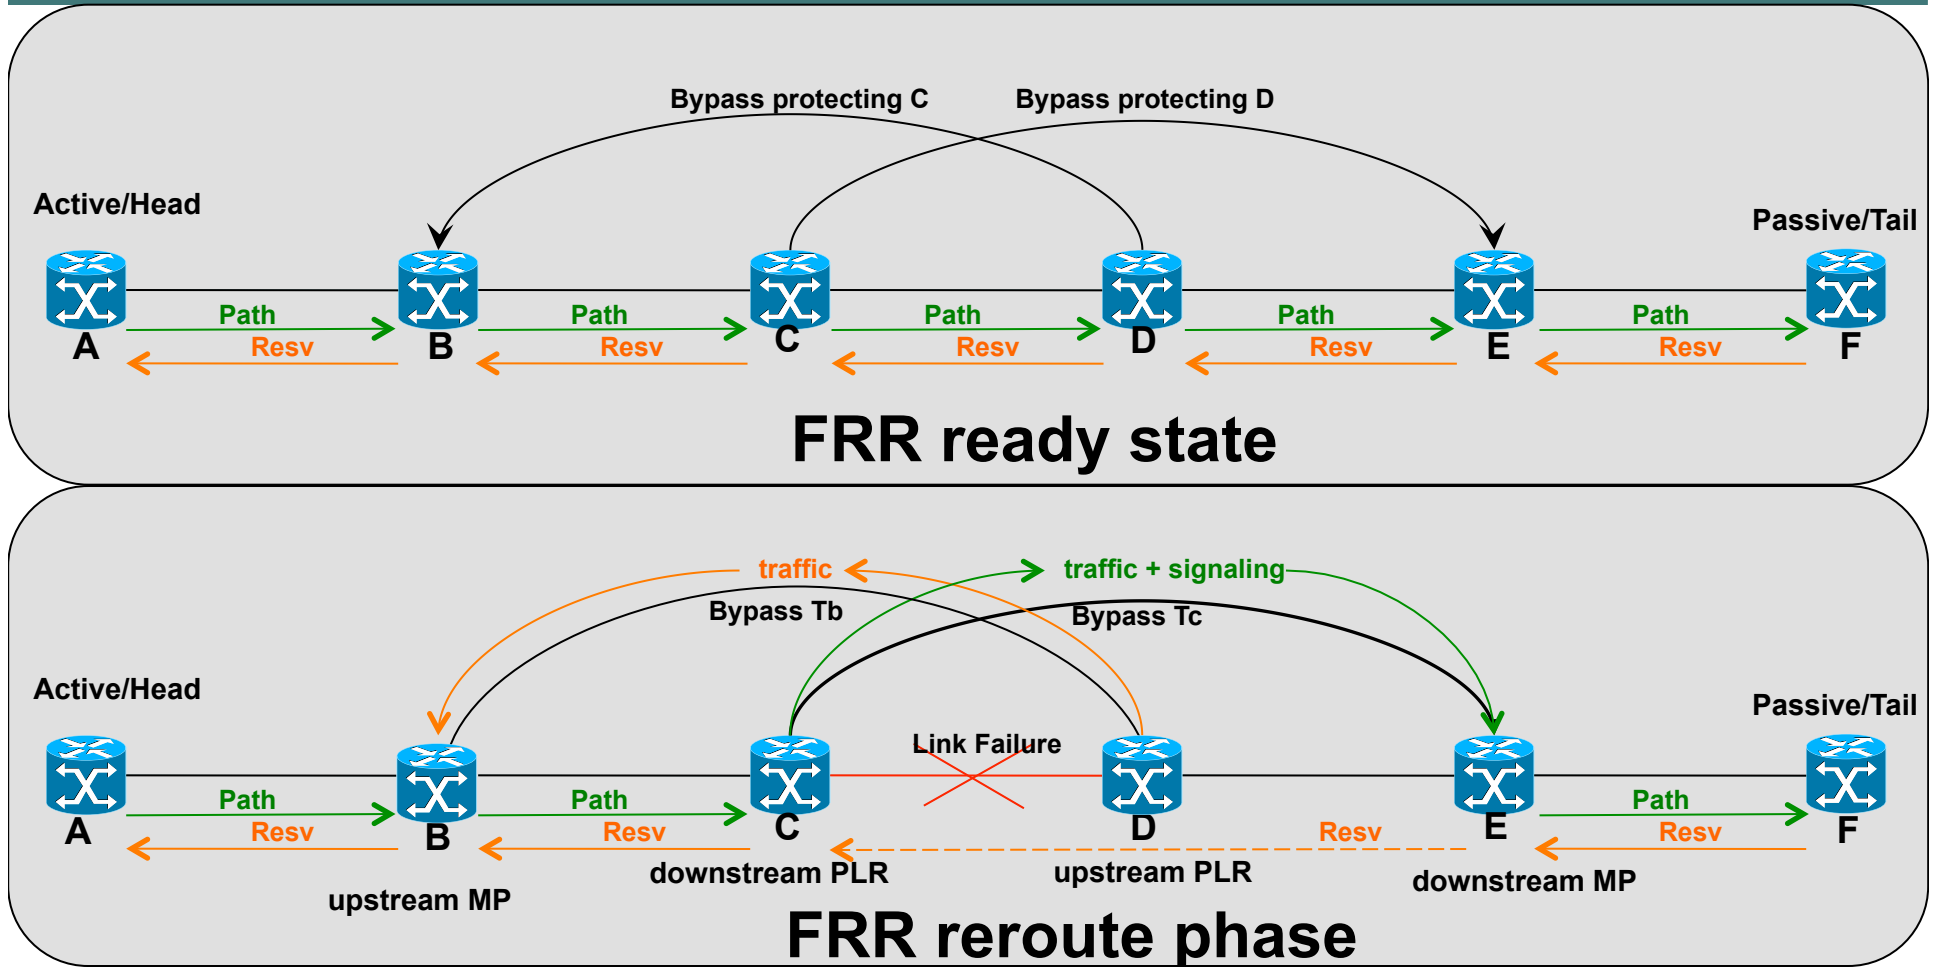 Bypass protecting C
Bypass protecting D
Active/Head
Passive/Tail
Path
Path
Path
Path
Path
A
B
C
D
E
F
Resv
Resv
Resv
Resv
Resv
FRR ready state
traffic
traffic + signaling
Bypass Tb
Bypass Tc
Active/Head
Passive/Tail
Link Failure
Path
Path
Path
A
B
C
D
E
F
Resv
Resv
Resv
Resv
downstream PLR
upstream PLR
downstream MP
upstream MP
FRR reroute phase